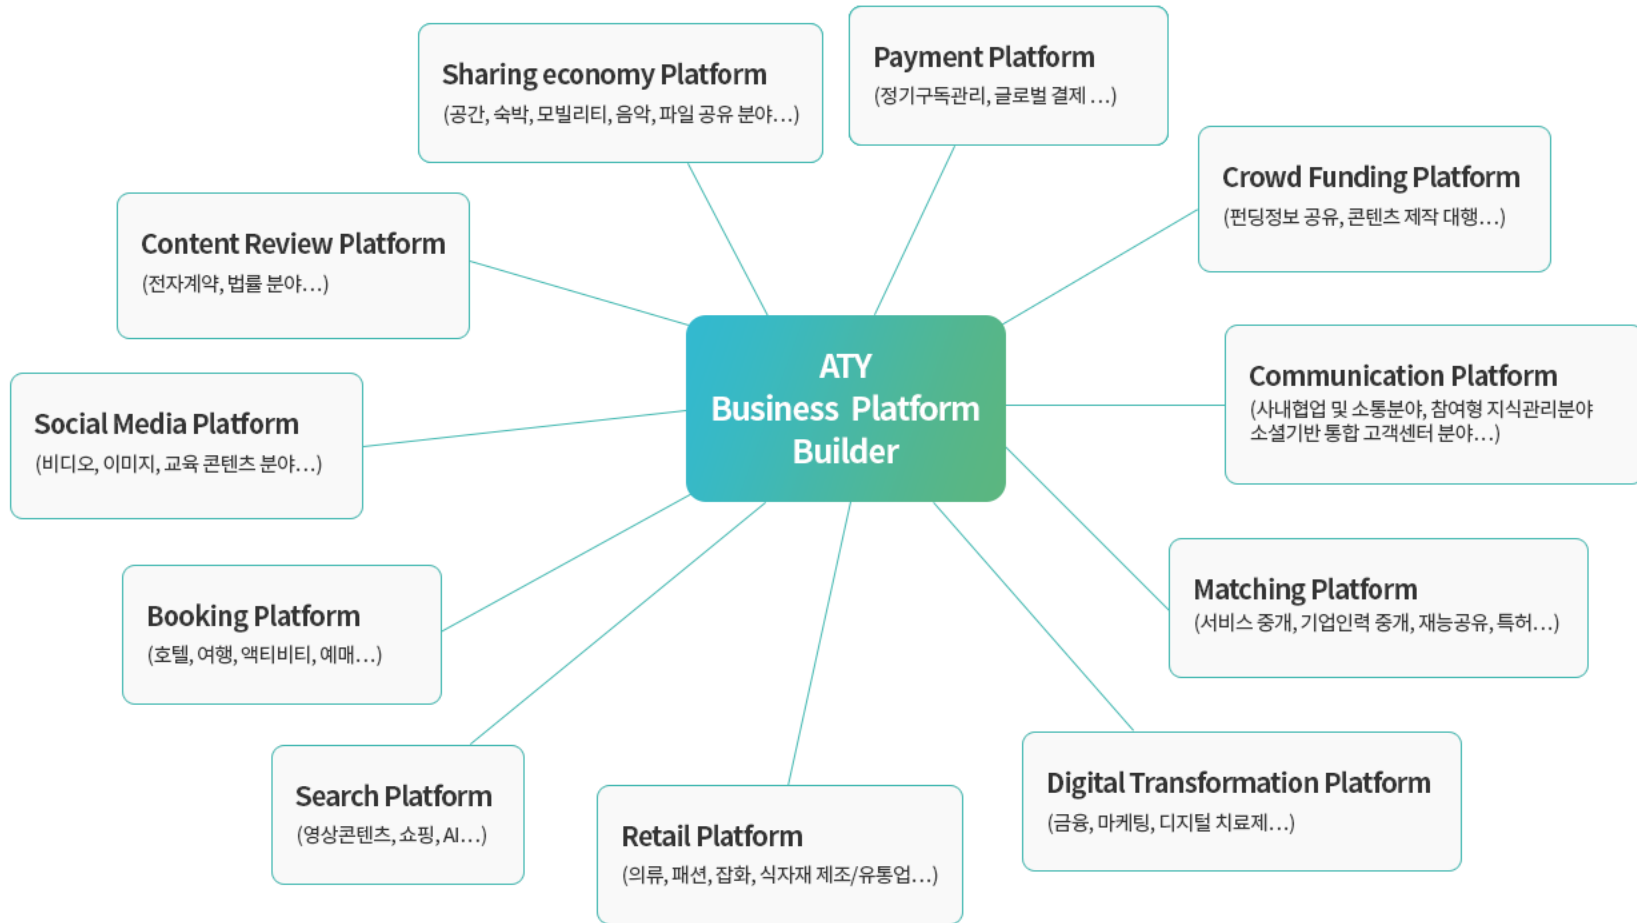 Sharing economy Platform
(공간, 숙박, 모빌리티, 음악, 파일 공유 분야...)
Payment Platform
(정기구독관리, 글로벌 결제 ...)
Crowd Funding Platform
(펀딩정보 공유, 콘텐츠 제작 대행...)
Content Review Platform
(전자계약, 법률 분야...)
ATY
Business Platform
Builder
Communication Platform
(사내협업 및 소통분야, 참여형 지식관리분야
소셜기반 통합 고객센터 분야...)
Social Media Platform
(비디오, 이미지, 교육 콘텐츠 분야...)
Matching Platform
(서비스 중개, 기업인력 중개, 재능공유, 특허...)
Booking Platform
(호텔, 여행, 액티비티, 예매...)
Digital Transformation Platform
(금융, 마케팅, 디지털 치료제...)
Search Platform
(영상콘텐츠, 쇼핑, AI...)
Retail Platform
(의류, 패션, 잡화, 식자재 제조/유통업...)